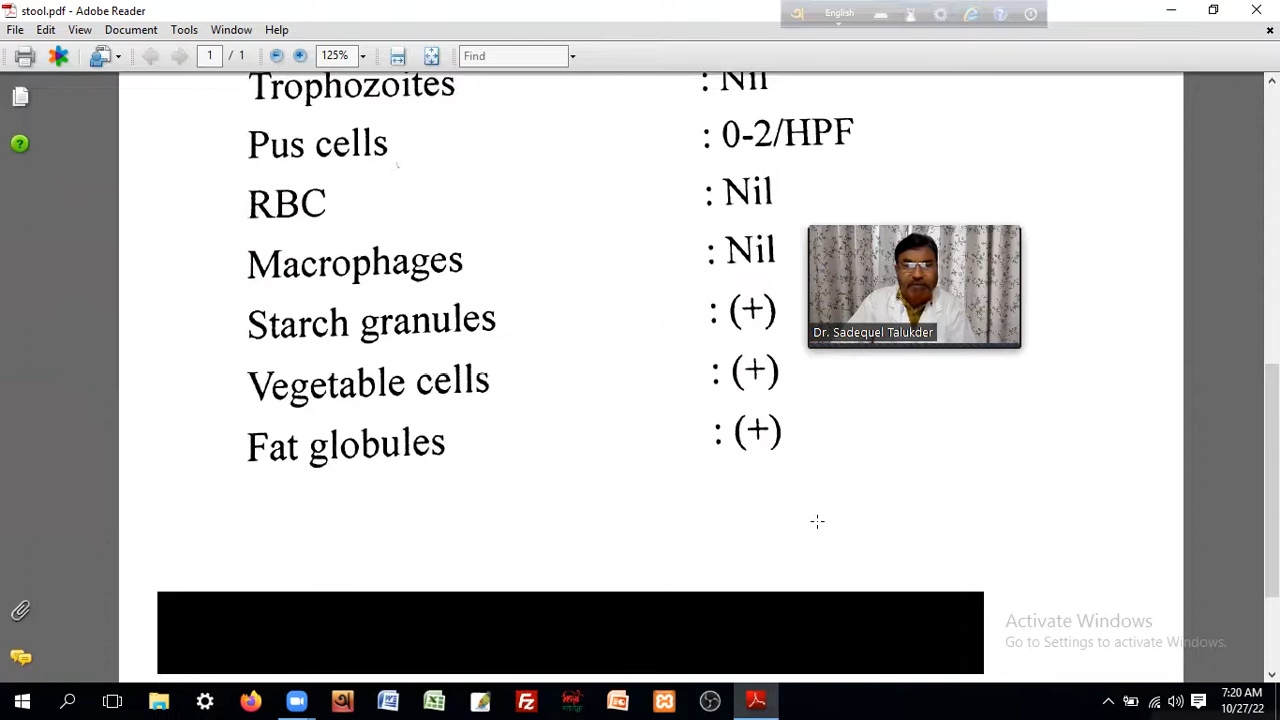 stool.pdf - Adobe Reader
English
File Edit View Document Tools Window Help
1 / 1 125% Find
Trophozoites : Nil
Pus cells : 0-2/HPF
RBC : Nil
Macrophages : Nil
Starch granules : (+)
Vegetable cells : (+)
Fat globules : (+)
Dr. Sadequel Talukder
Activate Windows
Go to Settings to activate Windows.
7:20 AM
10/27/22